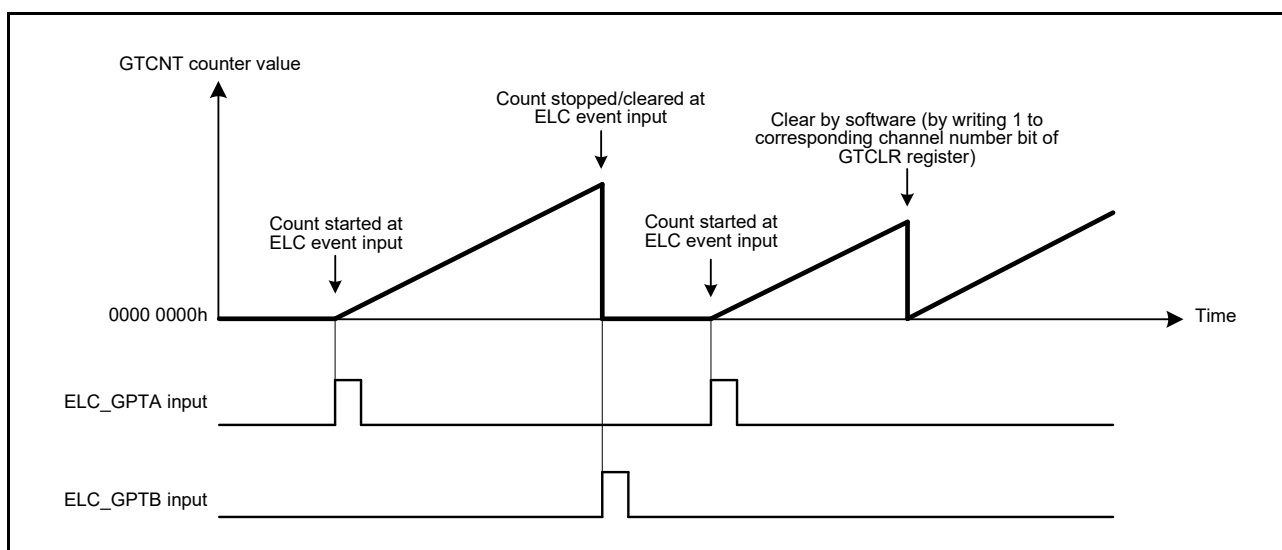 GTCNT counter value
Count stopped/cleared at
ELC event input
Clear by software (by writing 1 to
corresponding channel number bit of
GTCLR register)
Count started at
ELC event input
Count started at
ELC event input
0000 0000h
Time
ELC_GPTA input
ELC_GPTB input